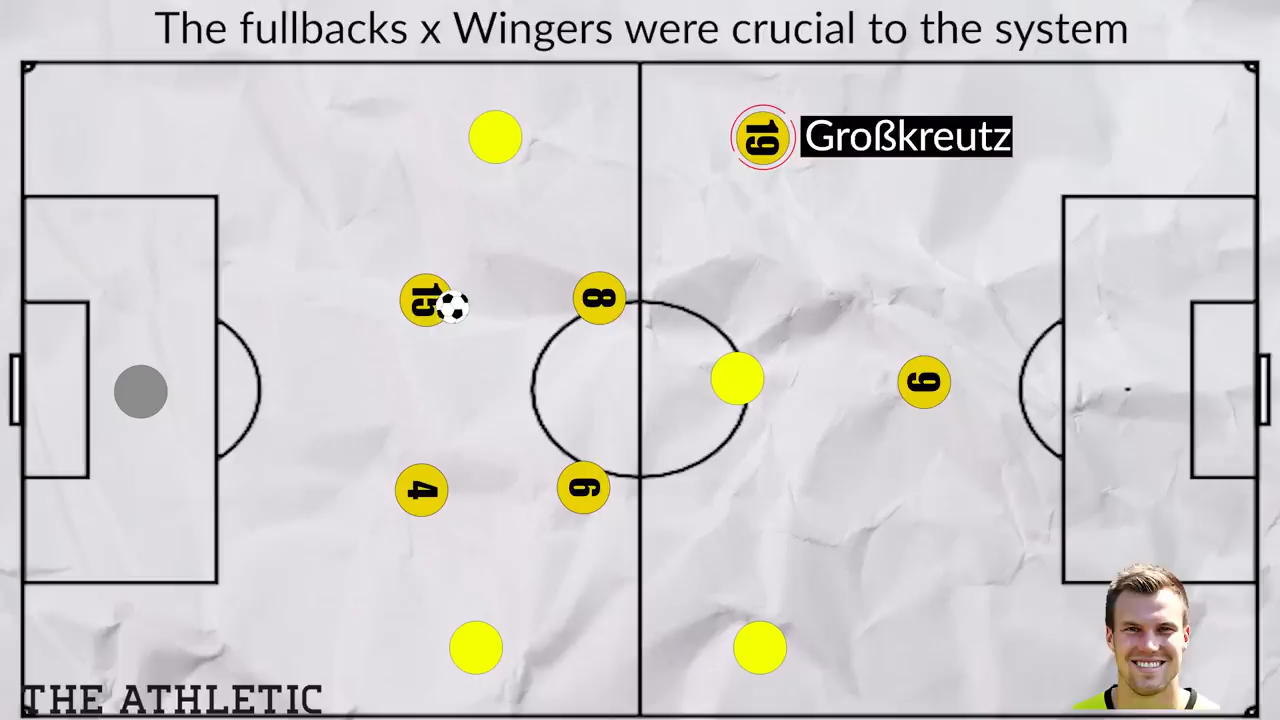 The fullbacks x Wingers were crucial to the system
19 Großkreutz
15
8
9
4
6
THE ATHLETIC